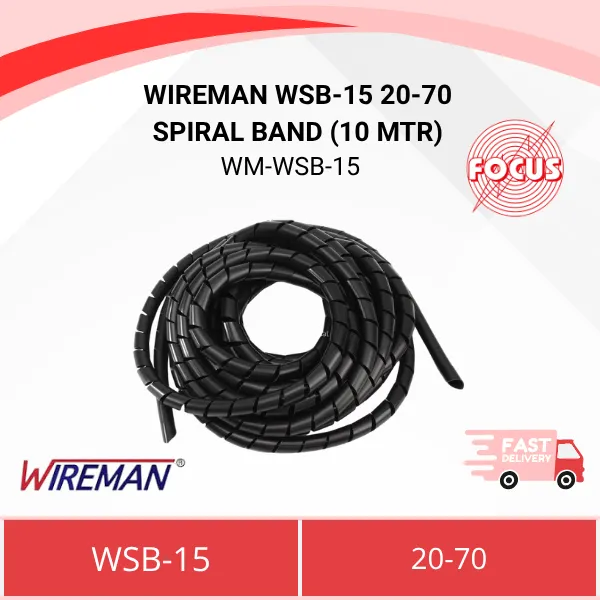 WIREMAN WSB-15 20-70
SPIRAL BAND (10 MTR)
WM-WSB-15
FOCUS
FAST
DELIVERY
WIREMAN®
WSB-15
20-70